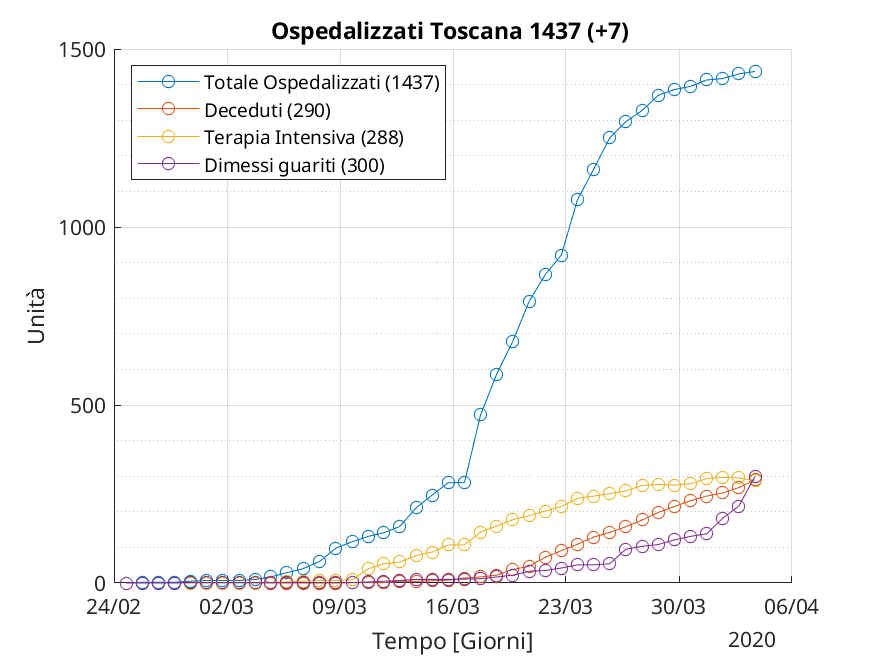 Ospedalizzati Toscana 1437 (+7)
1500
1000
500
0
Unità
Totale Ospedalizzati (1437)
Deceduti (290)
Terapia Intensiva (288)
Dimessi guariti (300)
24/02 02/03 09/03 16/03 23/03 30/03 06/04
Tempo [Giorni]
2020